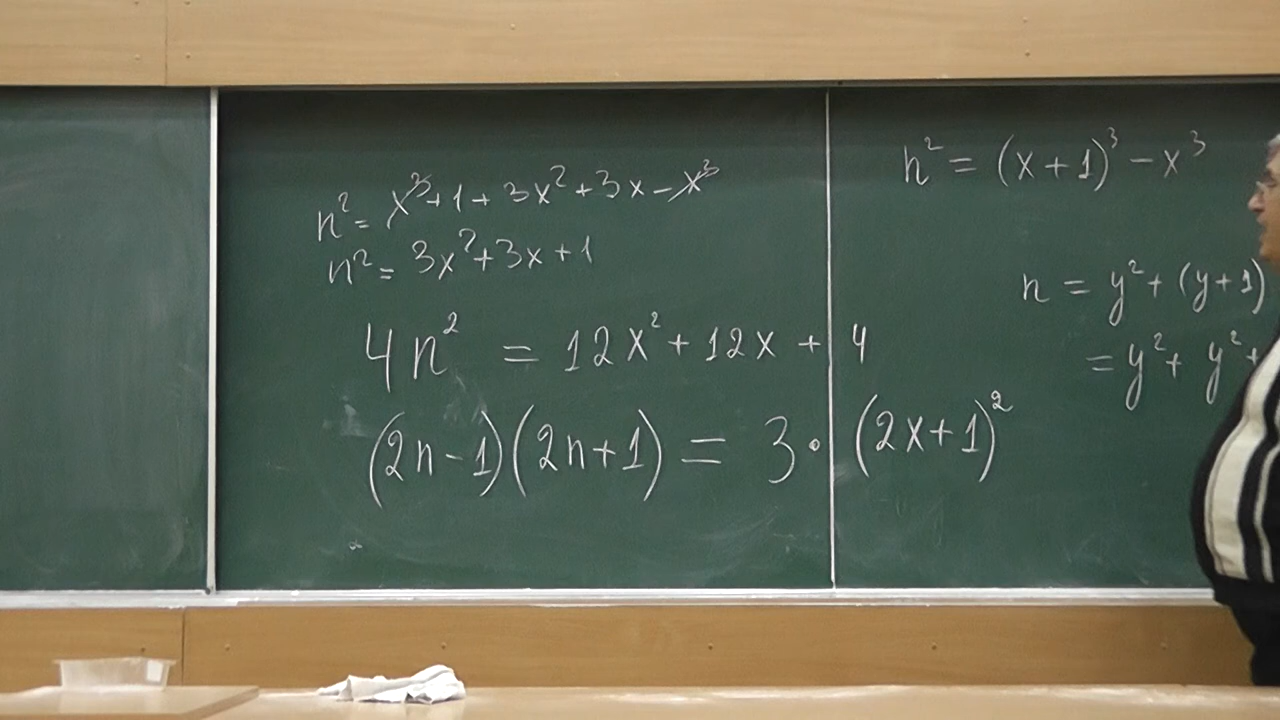 n² = x³ + 1 + 3x² + 3x - x³
n² = 3x² + 3x + 1
4n² = 12x² + 12x + 4
(2n-1)(2n+1) = 3·(2x+1)²
n² = (x+1)³ - x³
n = y² + (y+1)
= y² + y² +